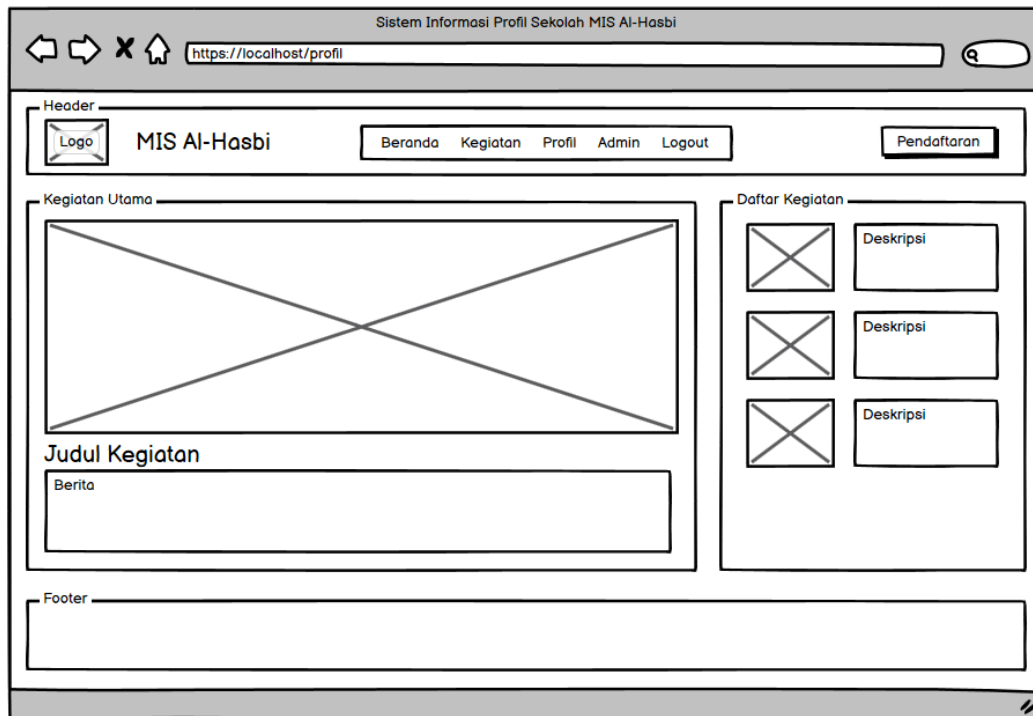 Sistem Informasi Profil Sekolah MIS Al-Hasbi
https://localhost/profil
Header
Logo
MIS Al-Hasbi
Beranda Kegiatan Profil Admin Logout
Pendaftaran
Kegiatan Utama
Judul Kegiatan
Berita
Daftar Kegiatan
Deskripsi
Deskripsi
Deskripsi
Footer